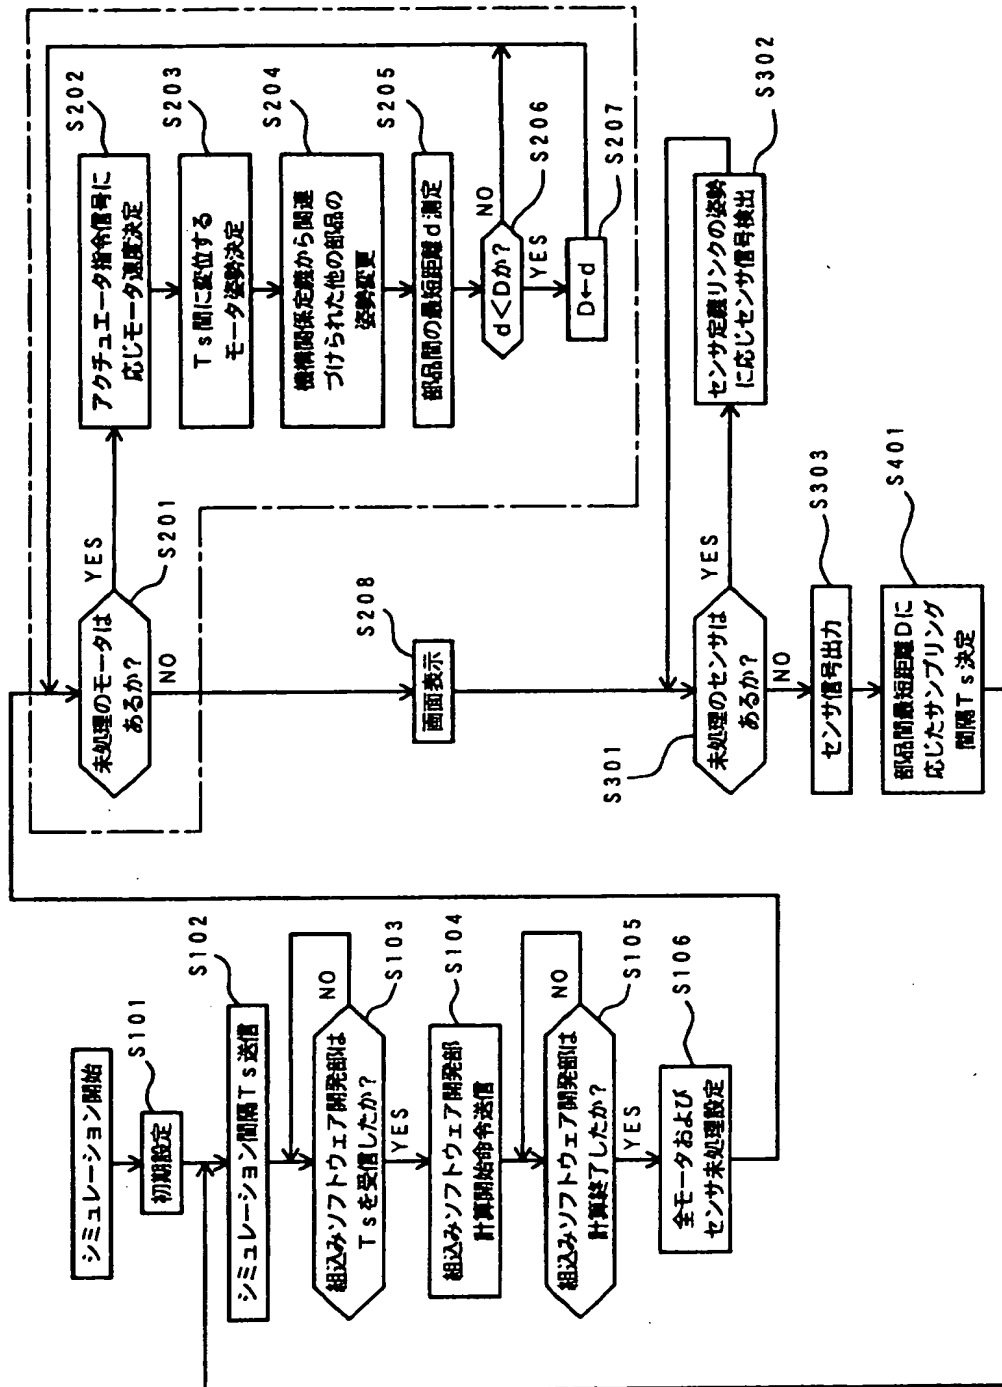 シミュレーション開始
初期設定
S101
シミュレーション間隔Ts送信
S102
組込みソフトウェア開発部は
Tsを受信したか?
NO
S103
YES
組込みソフトウェア開発部
計算開始命令送信
S104
組込みソフトウェア開発部は
計算終了したか?
NO
S105
YES
全モータおよび
センサ未処理設定
S106
未処理のモータは
あるか?
YES
S201
NO
アクチュエータ指令信号に
応じモータ速度決定
S202
Ts間に変位する
モータ姿勢決定
S203
機構関係定義から関連
づけられた他の部品の
姿勢変更
S204
部品間の最短距離d測定
S205
d<Dか?
NO
S206
YES
D←d
S207
画面表示
S208
未処理のセンサは
あるか?
S301
YES
NO
センサ定義リンクの姿勢
に応じセンサ信号検出
S302
センサ信号出力
S303
部品間最短距離Dに
応じたサンプリング
間隔Ts決定
S401